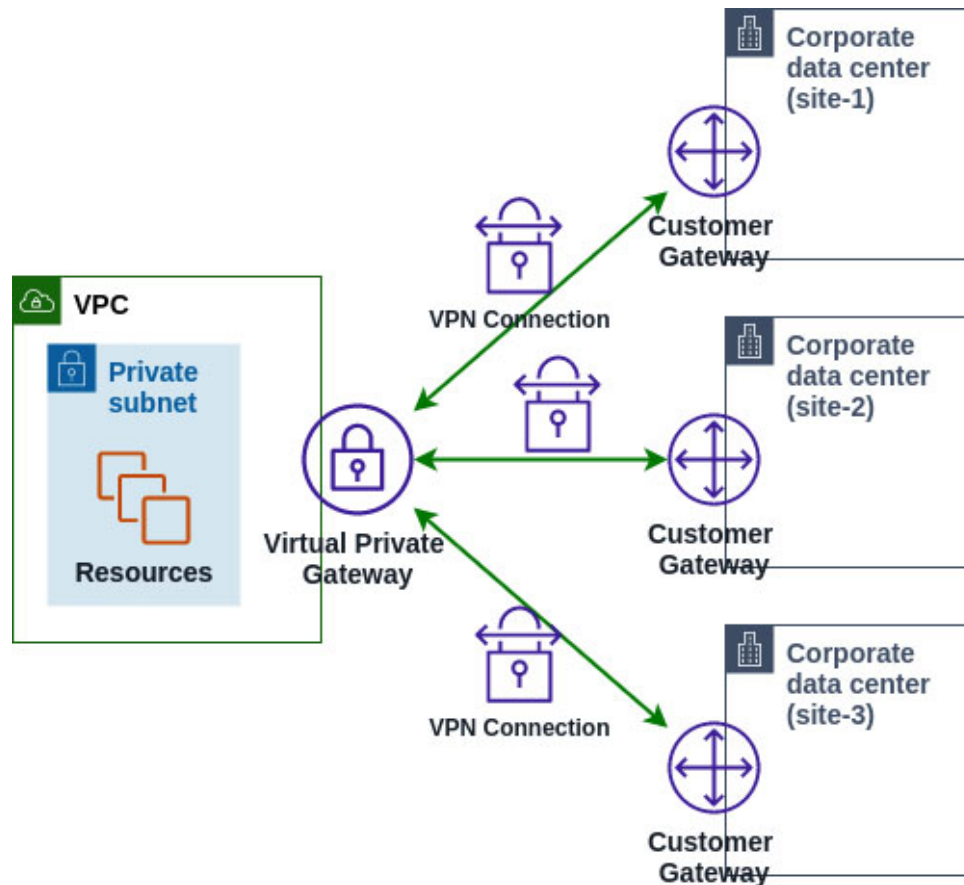 Corporate
data center
(site-1)
Customer
Gateway
VPN Connection
VPC
Private
subnet
Resources
Virtual Private
Gateway
Corporate
data center
(site-2)
Customer
Gateway
VPN Connection
Corporate
data center
(site-3)
Customer
Gateway